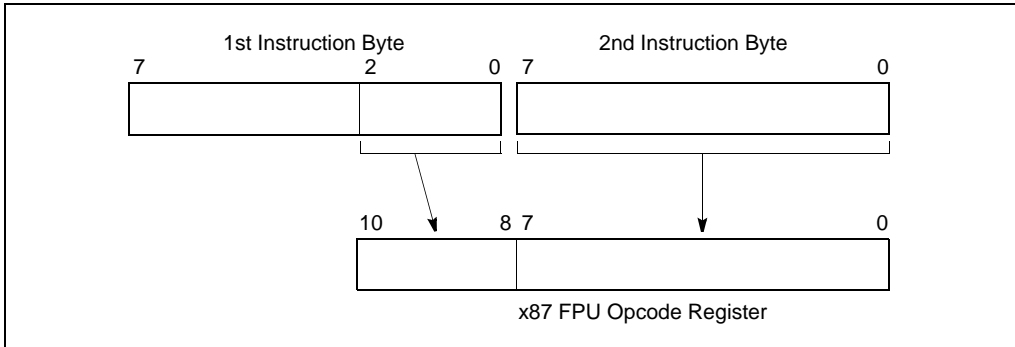 1st Instruction Byte 2nd Instruction Byte
7 2 0 7 0
10 8 7 0
x87 FPU Opcode Register